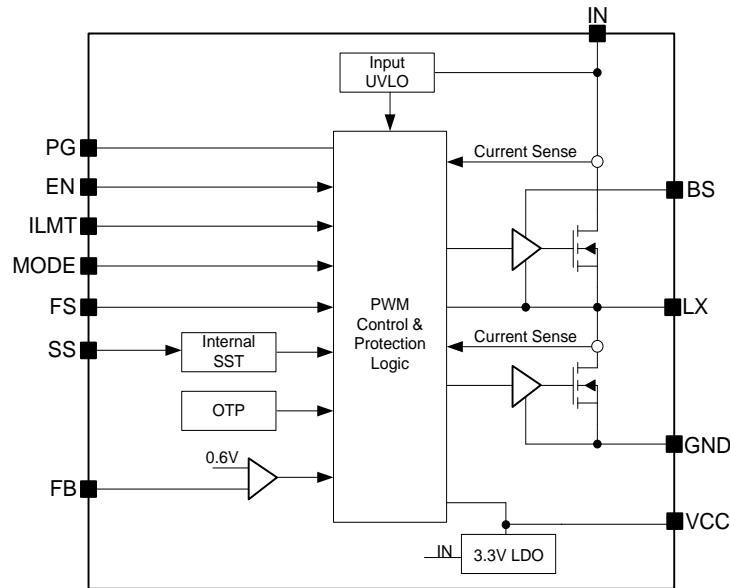 IN
Input
UVLO
PG
Current Sense
EN
BS
ILMT
MODE
FS
LX
PWM
Control &
Protection
Logic
SS
Internal
SST
Current Sense
OTP
GND
0.6V
FB
VCC
IN
3.3V LDO